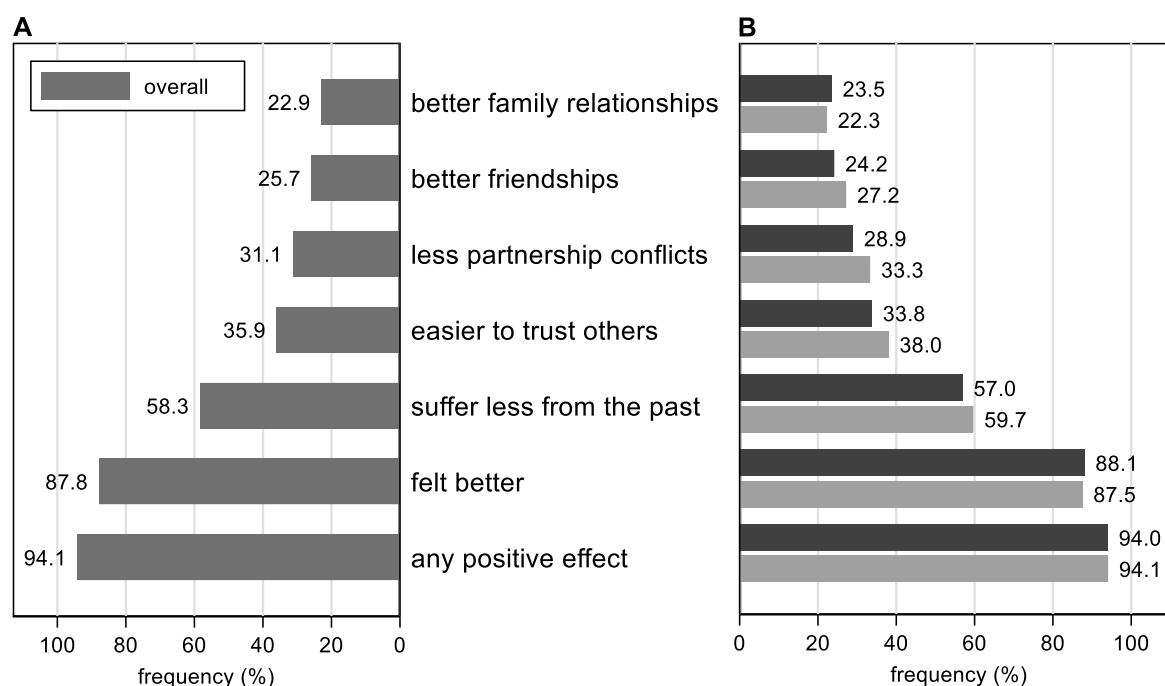 A
B
overall
22.9 better family relationships 23.5
22.3
25.7 better friendships 24.2
27.2
31.1 less partnership conflicts 28.9
33.3
35.9 easier to trust others 33.8
38.0
58.3 suffer less from the past 57.0
59.7
87.8 felt better 88.1
87.5
94.1 any positive effect 94.0
94.1
100 80 60 40 20 0
0 20 40 60 80 100
frequency (%)
frequency (%)